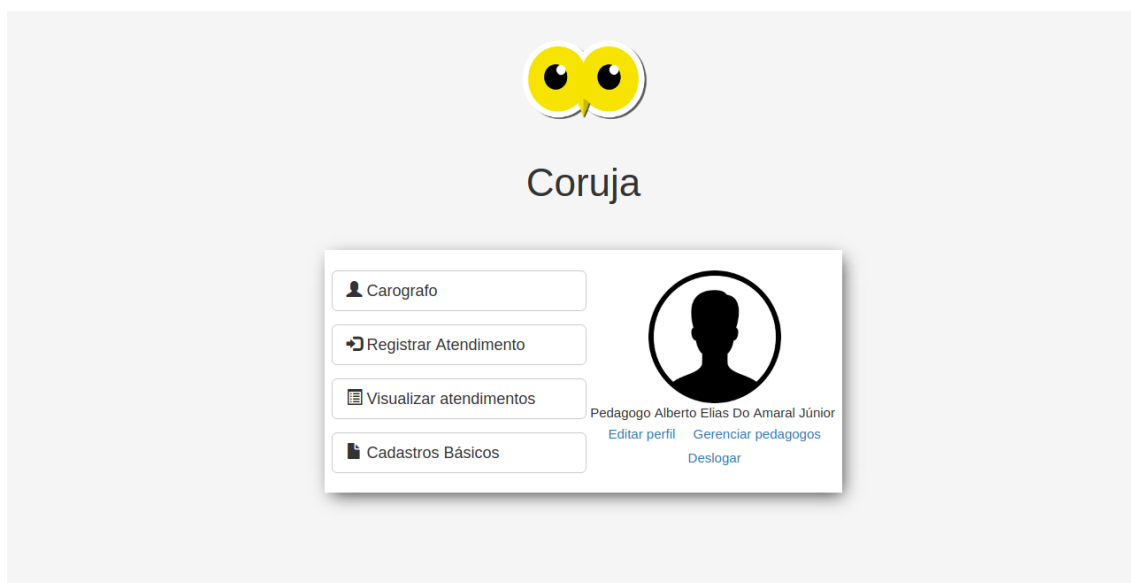 Coruja
Carografo
Registrar Atendimento
Visualizar atendimentos
Cadastros Básicos
Pedagogo Alberto Elias Do Amaral Júnior
Editar perfil Gerenciar pedagogos
Deslogar